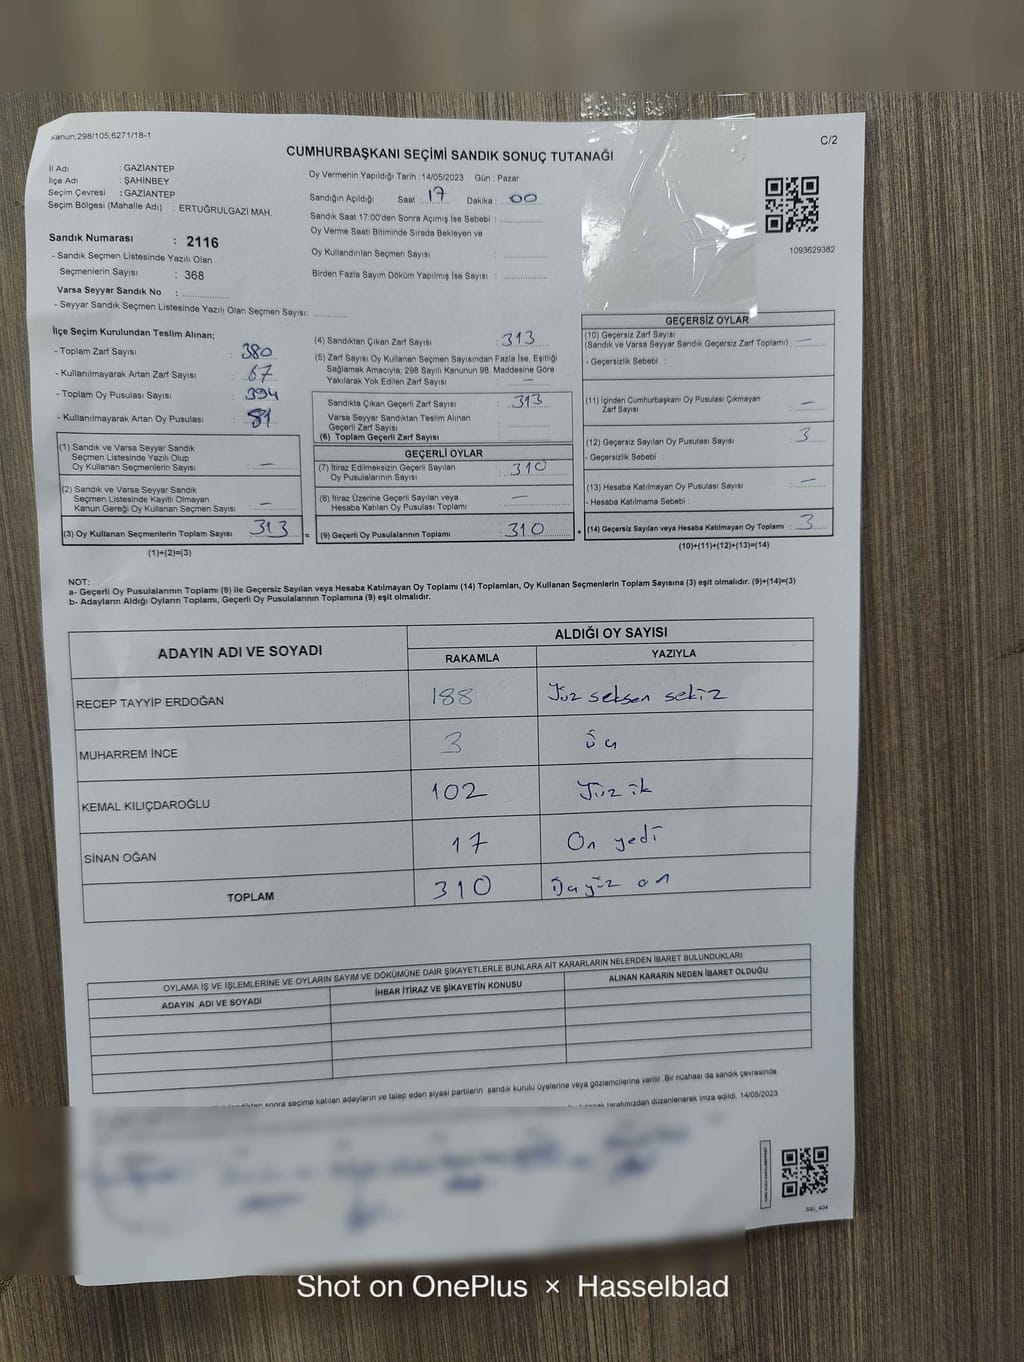 Kanun;298/105;6271/18-1
C/2
CUMHURBAŞKANI SEÇİMİ SANDIK SONUÇ TUTANAĞI
İl Adı : GAZİANTEP
İlçe Adı : ŞAHİNBEY
Seçim Çevresi : GAZİANTEP
Seçim Bölgesi (Mahalle Adı) : ERTUĞRULGAZİ MAH.
Sandık Numarası : 2116
- Sandık Seçmen Listesinde Yazılı Olan
Seçmenlerin Sayısı : 368
Varsa Seyyar Sandık No :
- Seyyar Sandık Seçmen Listesinde Yazılı Olan Seçmen Sayısı:
Oy Vermenin Yapıldığı Tarih : 14/05/2023 Gün : Pazar
Sandığın Açıldığı Saat : 17 Dakika : 00
Sandık Saat 17:00'den Sonra Açımış İse Sebebi :
Oy Verme Saati Bitiminde Sırada Bekleyen ve
Oy Kullandırılan Seçmen Sayısı :
Birden Fazla Sayım Döküm Yapılmış İse Sayısı :
1093629382
İlçe Seçim Kurulundan Teslim Alınan;
- Toplam Zarf Sayısı : 380
- Kullanılmayarak Artan Zarf Sayısı : 67
- Toplam Oy Pusulası Sayısı : 394
- Kullanılmayarak Artan Oy Pusulası : 81
(1) Sandık ve Varsa Seyyar Sandık
Seçmen Listesinde Yazılı Olup
Oy Kullanan Seçmenlerin Sayısı : —
(2) Sandık ve Varsa Seyyar Sandık
Seçmen Listesinde Kayıtlı Olmayan
Kanun Gereği Oy Kullanan Seçmen Sayısı : —
(3) Oy Kullanan Seçmenlerin Toplam Sayısı : 313
(1)+(2)=(3)
(4) Sandıktan Çıkan Zarf Sayısı : 313
(5) Zarf Sayısı Oy Kullanan Seçmen Sayısından Fazla İse, Eşitliği
Sağlamak Amacıyla; 298 Sayılı Kanunun 98. Maddesine Göre
Yakılarak Yok Edilen Zarf Sayısı : —
Sandıkta Çıkan Geçerli Zarf Sayısı : 313
Varsa Seyyar Sandıktan Teslim Alınan
Geçerli Zarf Sayısı :
(6) Toplam Geçerli Zarf Sayısı :
GEÇERLİ OYLAR
(7) İtiraz Edilmeksizin Geçerli Sayılan
Oy Pusulalarının Sayısı : 310
(8) İtiraz Üzerine Geçerli Sayılan veya
Hesaba Katılan Oy Pusulası Toplamı : —
= (9) Geçerli Oy Pusulalarının Toplamı : 310 +
GEÇERSİZ OYLAR
(10) Geçersiz Zarf Sayısı
(Sandık ve Varsa Seyyar Sandık Geçersiz Zarf Toplamı) : —
- Geçersizlik Sebebi :
(11) İçinden Cumhurbaşkanı Oy Pusulası Çıkmayan
Zarf Sayısı : —
(12) Geçersiz Sayılan Oy Pusulası Sayısı : 3
- Geçersizlik Sebebi :
(13) Hesaba Katılmayan Oy Pusulası Sayısı : —
- Hesaba Katılmama Sebebi :
(14) Geçersiz Sayılan veya Hesaba Katılmayan Oy Toplamı : 3
(10)+(11)+(12)+(13)=(14)
NOT:
a- Geçerli Oy Pusulalarının Toplamı (9) ile Geçersiz Sayılan veya Hesaba Katılmayan Oy Toplamı (14) Toplamları, Oy Kullanan Seçmenlerin Toplam Sayısına (3) eşit olmalıdır. (9)+(14)=(3)
b- Adayların Aldığı Oyların Toplamı, Geçerli Oy Pusulalarının Toplamına (9) eşit olmalıdır.
ADAYIN ADI VE SOYADI
ALDIĞI OY SAYISI
RAKAMLA YAZIYLA
RECEP TAYYİP ERDOĞAN 188 Yüz seksen sekiz
MUHARREM İNCE 3 Üç
KEMAL KILIÇDAROĞLU 102 Yüz ik
SİNAN OĞAN 17 On yedi
TOPLAM 310 Üçyüz on
OYLAMA İŞ VE İŞLEMLERİNE VE OYLARIN SAYIM VE DÖKÜMÜNE DAİR ŞİKAYETLERLE BUNLARA AİT KARARLARIN NELERDEN İBARET BULUNDUKLARI
ADAYIN ADI VE SOYADI İHBAR İTİRAZ VE ŞİKAYETİN KONUSU ALINAN KARARIN NEDEN İBARET OLDUĞU
sonra seçime katılan adayların ve talep eden siyasi partilerin sandık kurulu üyelerine veya gözlemcilerine verilir. Bir nüshası da sandık çevresinde
tarafımızdan düzenlenerek imza edildi. 14/05/2023
Shot on OnePlus × Hasselblad